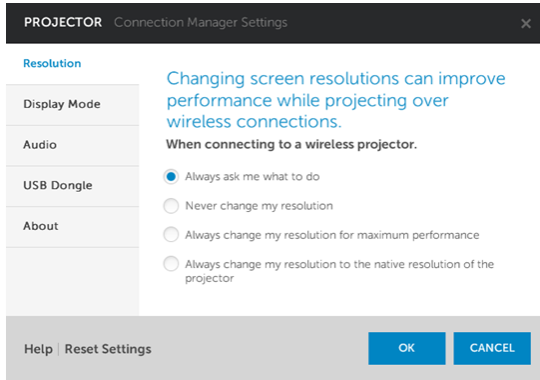 PROJECTOR Connection Manager Settings
Resolution
Display Mode
Audio
USB Dongle
About
Changing screen resolutions can improve
performance while projecting over
wireless connections.
When connecting to a wireless projector.
Always ask me what to do
Never change my resolution
Always change my resolution for maximum performance
Always change my resolution to the native resolution of the
projector
Help | Reset Settings
OK
CANCEL